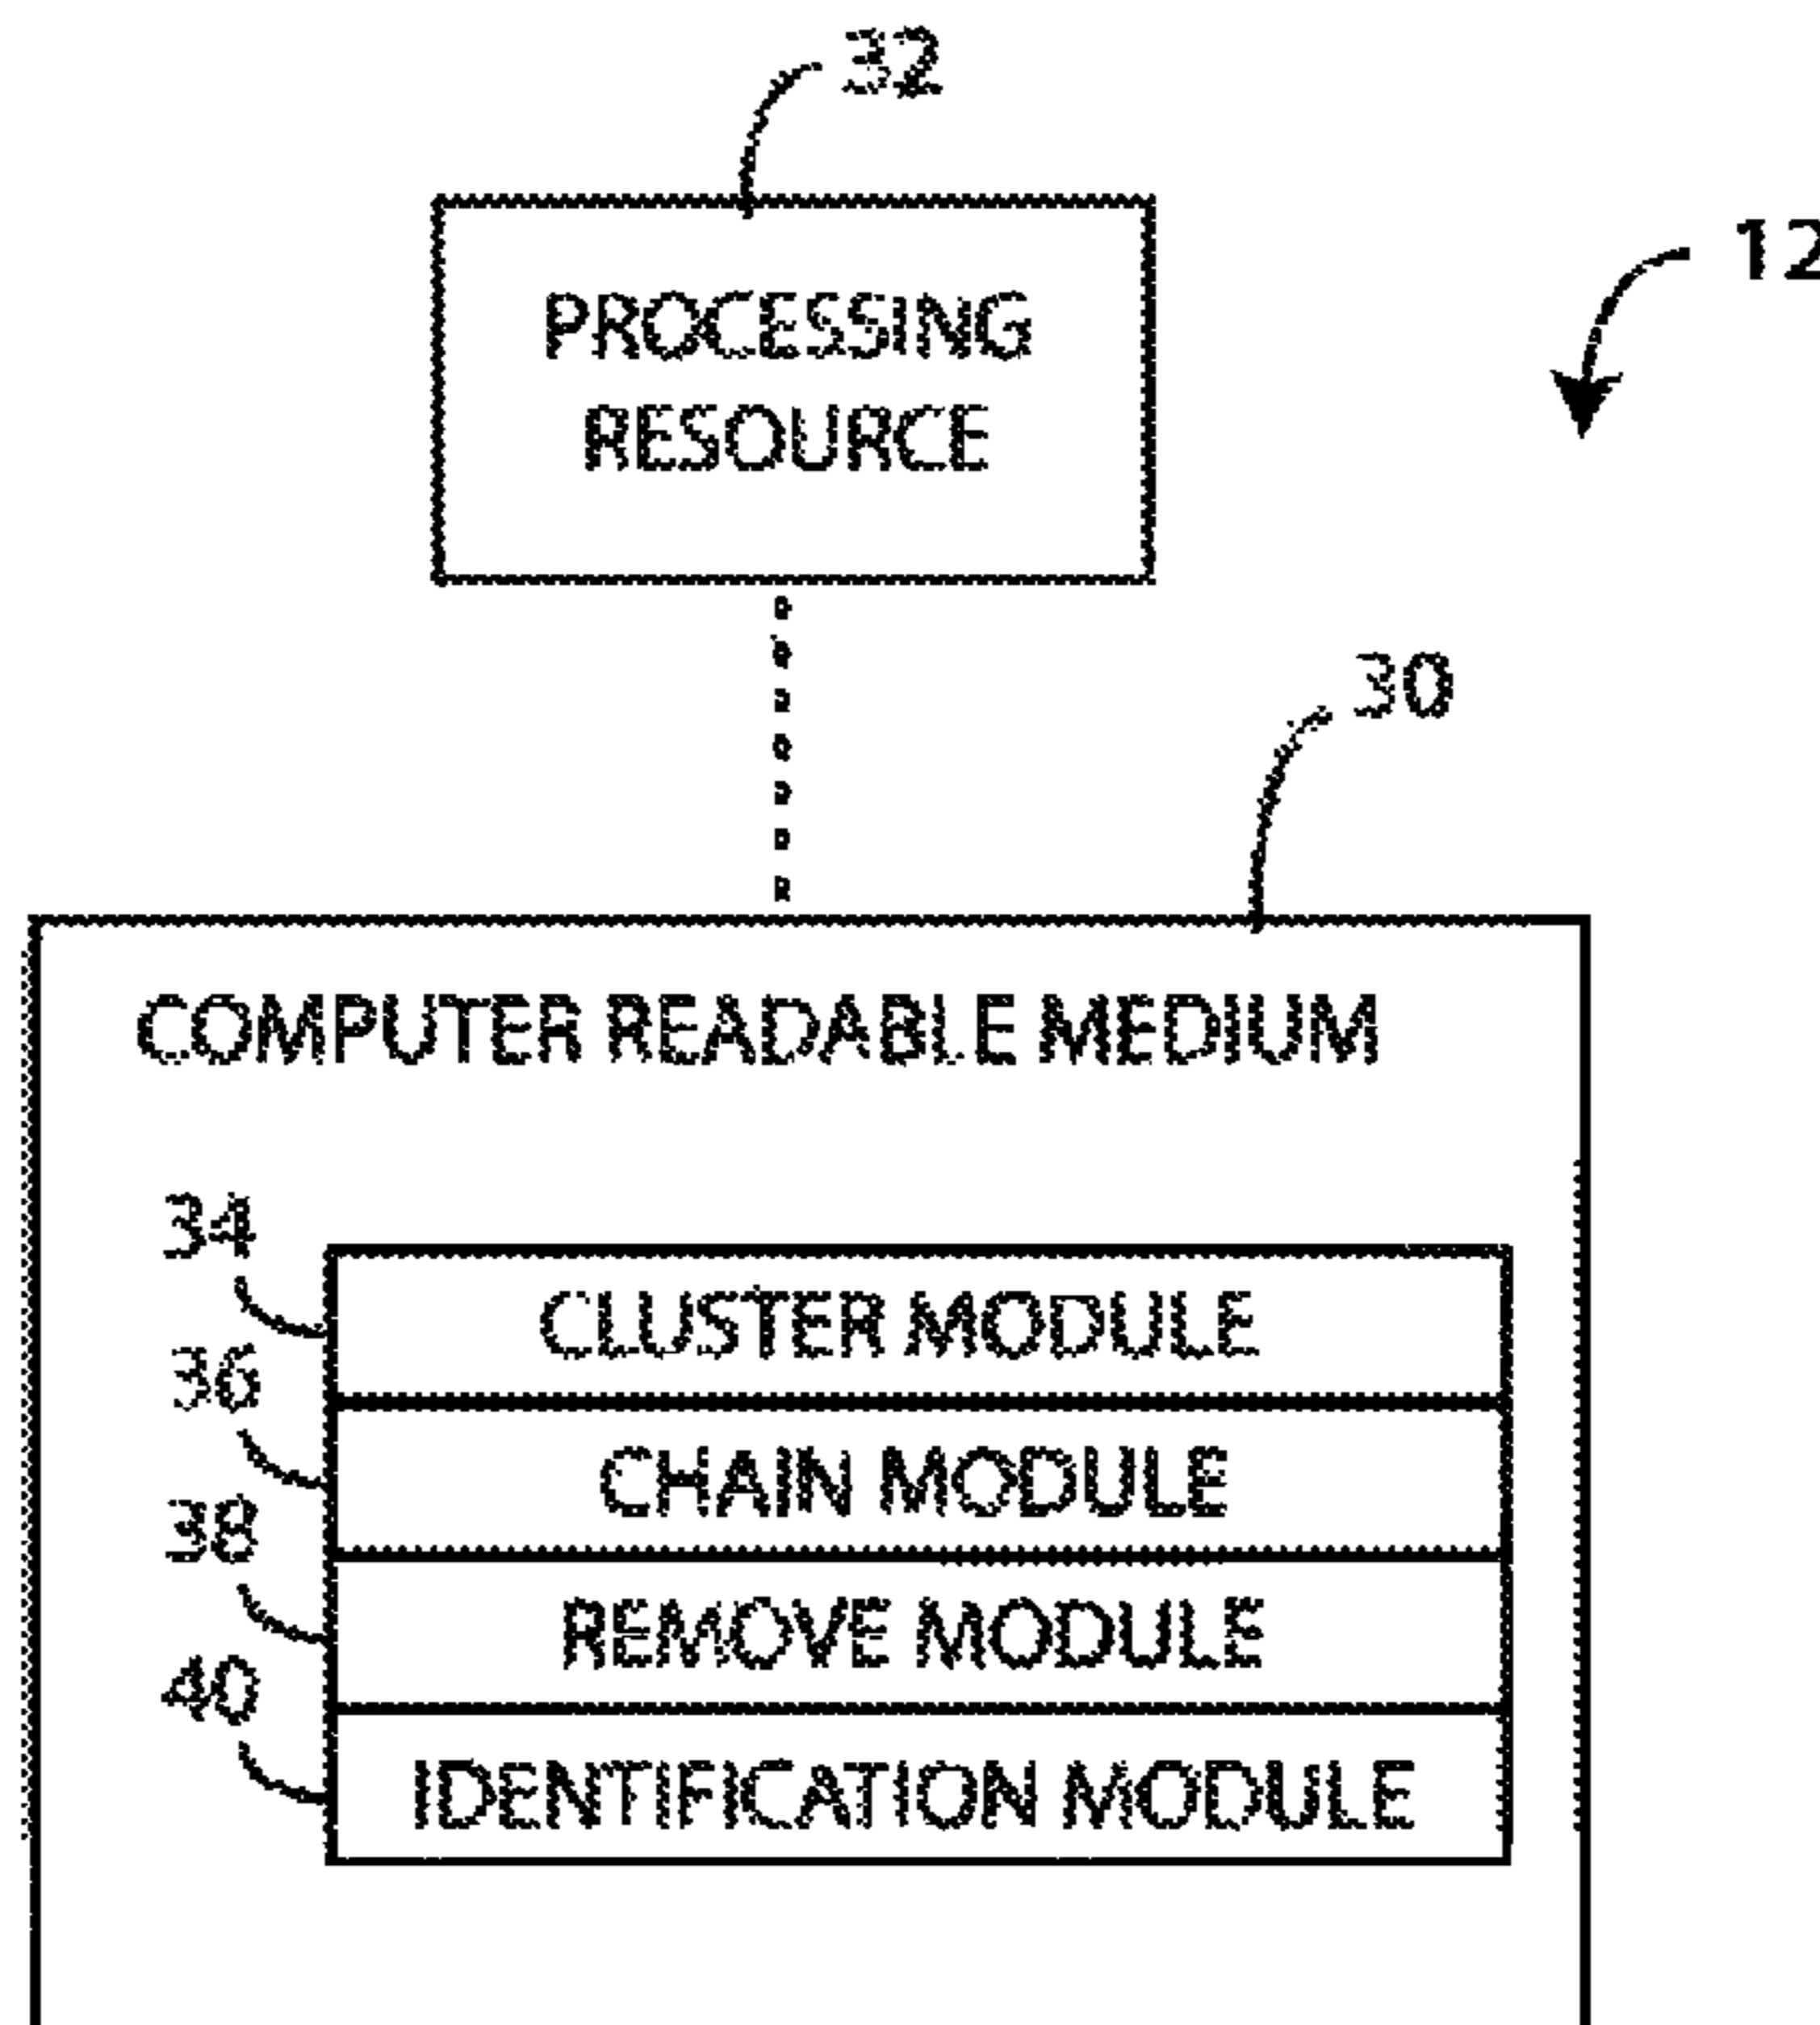 32
12
PROCESSING
RESOURCE
30
COMPUTER READABLE MEDIUM
34
CLUSTER MODULE
36
CHAIN MODULE
38
REMOVE MODULE
40
IDENTIFICATION MODULE